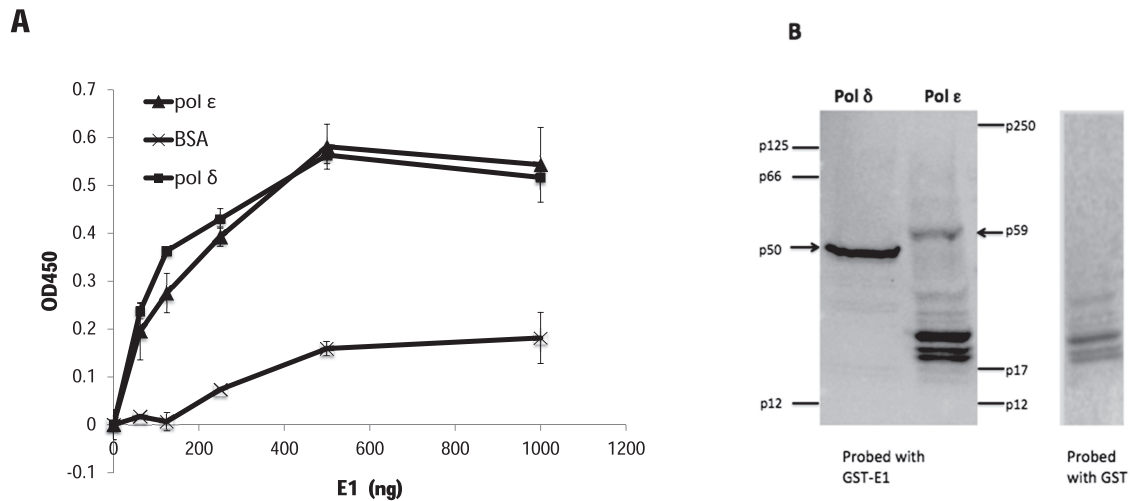 A
0.7
0.6
0.5
0.4
0.3
0.2
0.1
0
-0.1
OD450
pol ε
BSA
pol δ
0 200 400 600 800 1000 1200
E1 (ng)
B
Pol δ Pol ε
p125
p66
p50
p12
p250
p59
p17
p12
Probed with
GST-E1
Probed
with GST